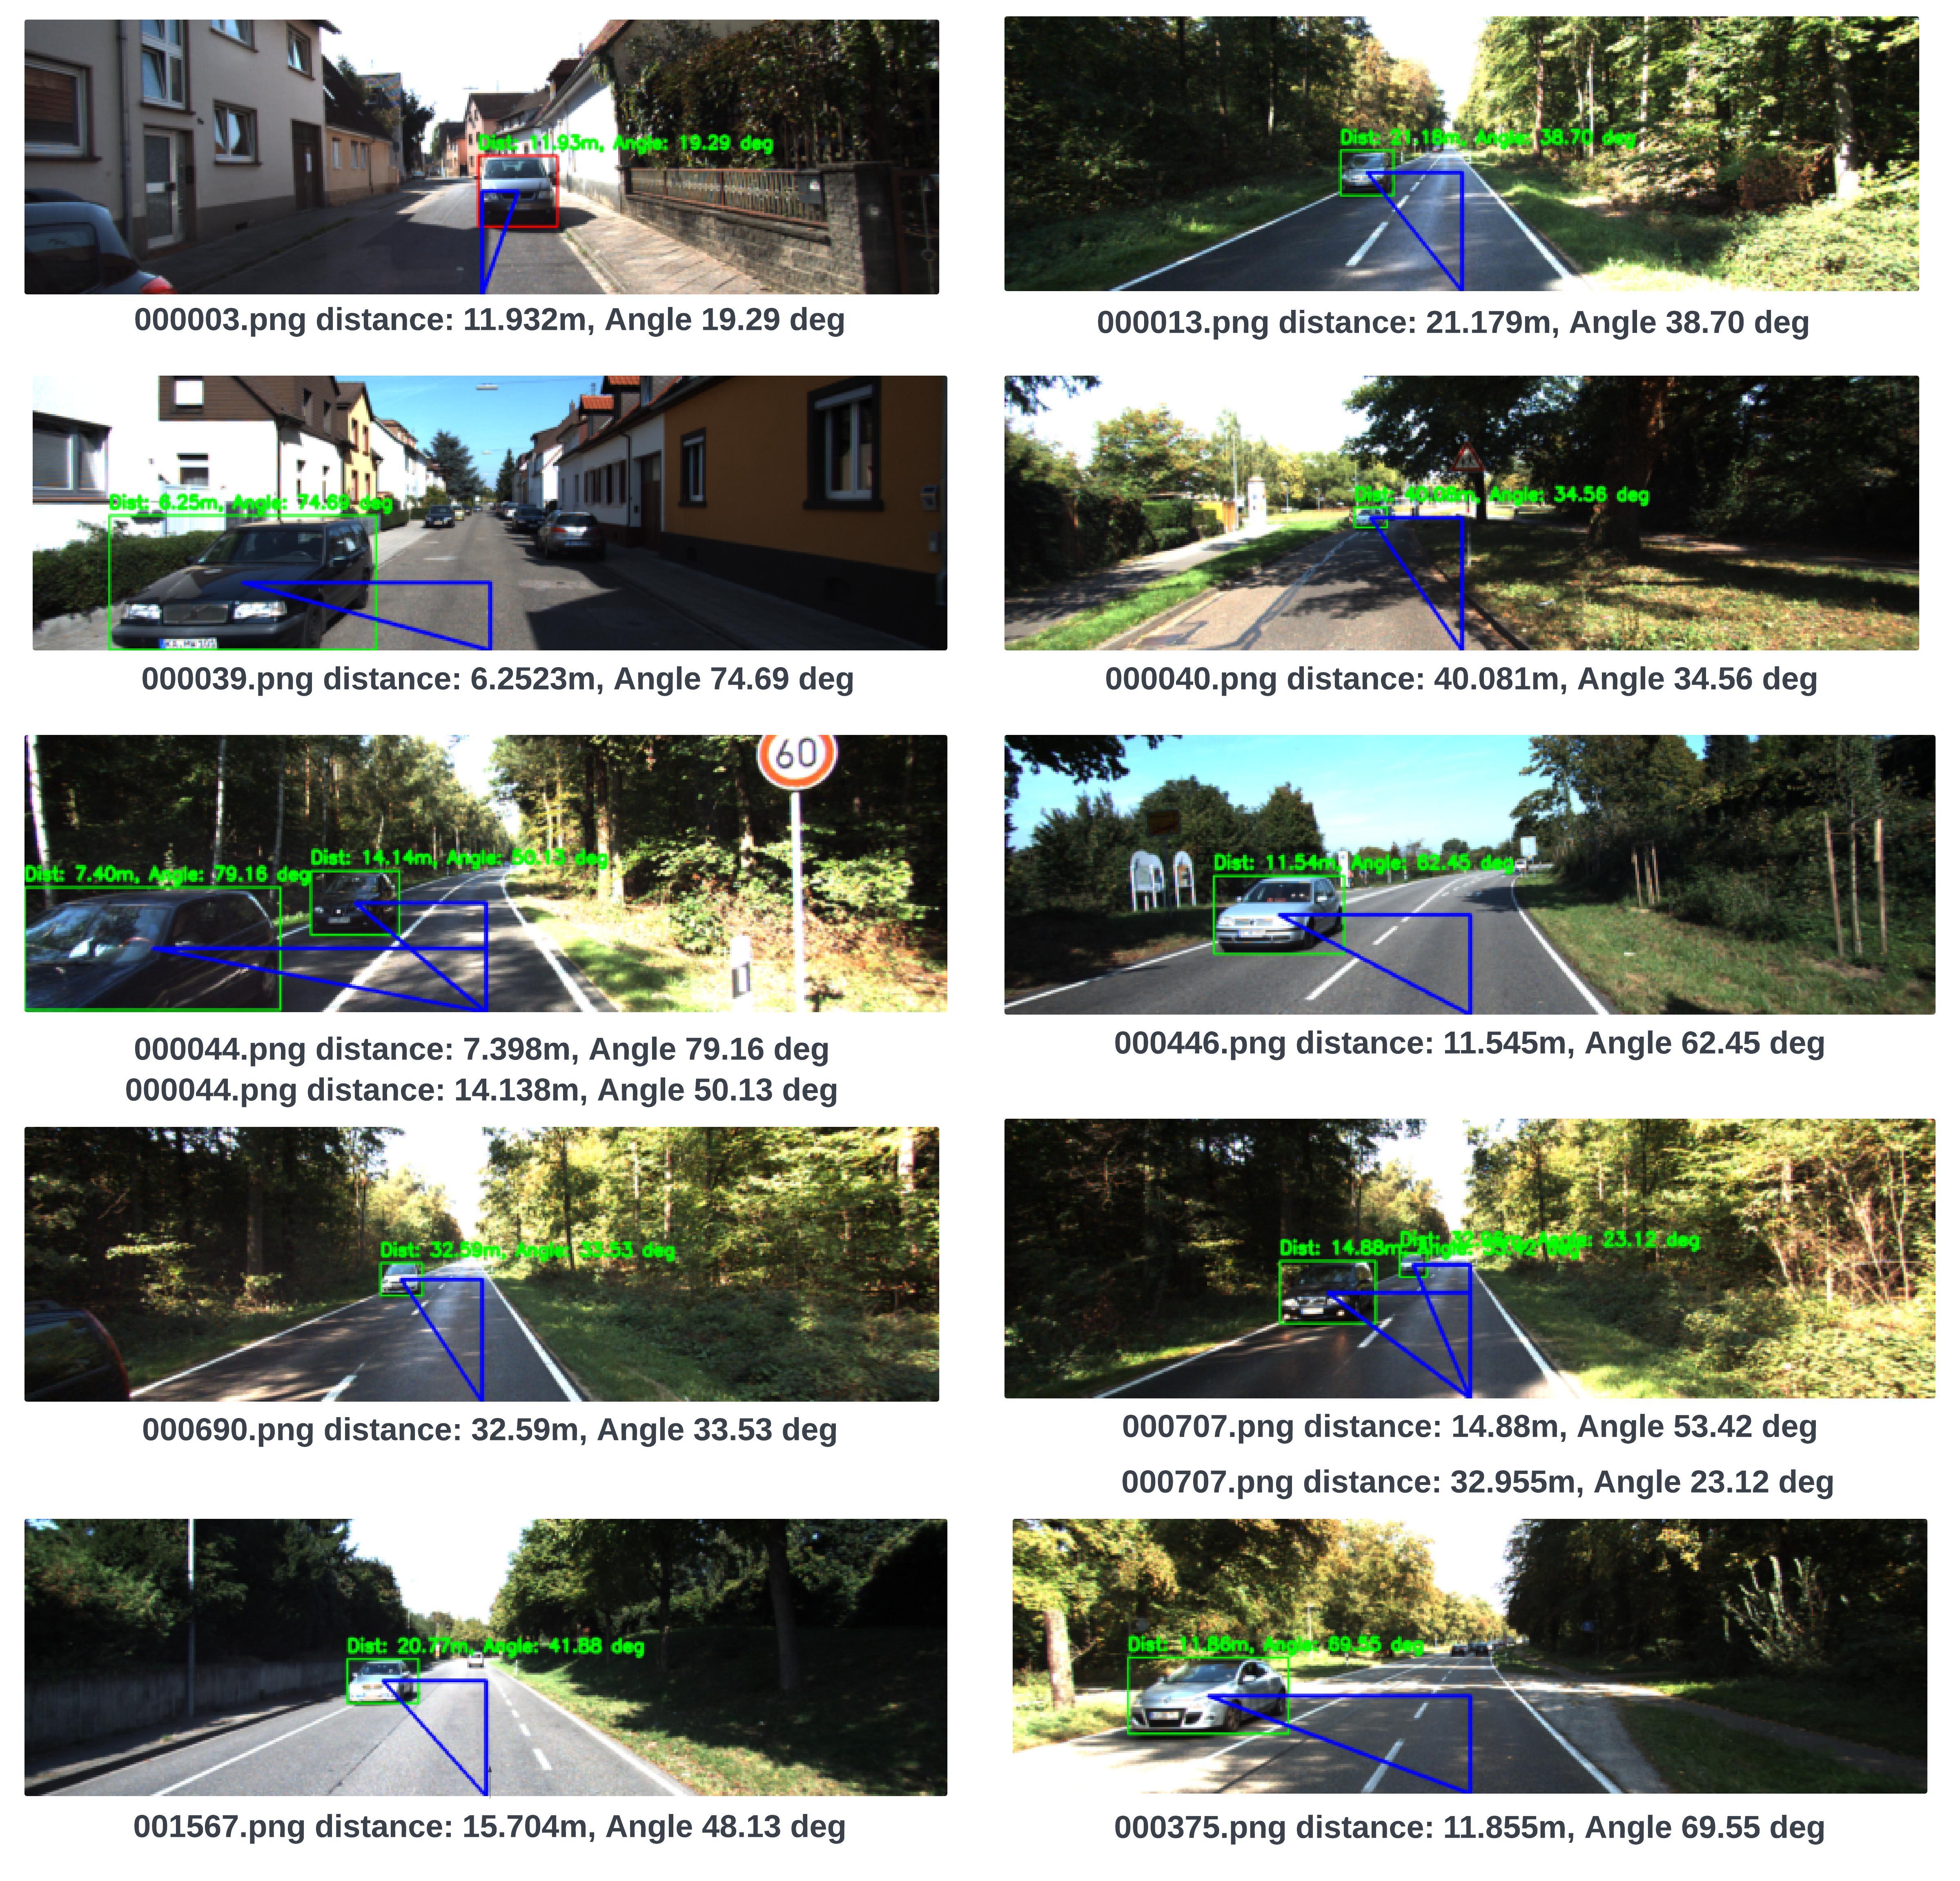 Dist: 11.93m, Angle: 19.29 deg
000003.png distance: 11.932m, Angle 19.29 deg
Dist: 21.18m, Angle: 38.70 deg
000013.png distance: 21.179m, Angle 38.70 deg
Dist: 6.25m, Angle: 74.69 deg
000039.png distance: 6.2523m, Angle 74.69 deg
Dist: 40.08m, Angle: 34.56 deg
000040.png distance: 40.081m, Angle 34.56 deg
60
Dist: 14.14m, Angle: 50.13 deg
Dist: 7.40m, Angle: 79.16 deg
000044.png distance: 7.398m, Angle 79.16 deg
000044.png distance: 14.138m, Angle 50.13 deg
Dist: 11.54m, Angle: 62.45 deg
000446.png distance: 11.545m, Angle 62.45 deg
Dist: 32.59m, Angle: 33.53 deg
000690.png distance: 32.59m, Angle 33.53 deg
Dist: 32.96m, Angle: 23.12 deg
Dist: 14.88m, Angle: 53.42 deg
000707.png distance: 14.88m, Angle 53.42 deg
000707.png distance: 32.955m, Angle 23.12 deg
Dist: 20.77m, Angle: 41.88 deg
001567.png distance: 15.704m, Angle 48.13 deg
Dist: 11.86m, Angle: 69.55 deg
000375.png distance: 11.855m, Angle 69.55 deg